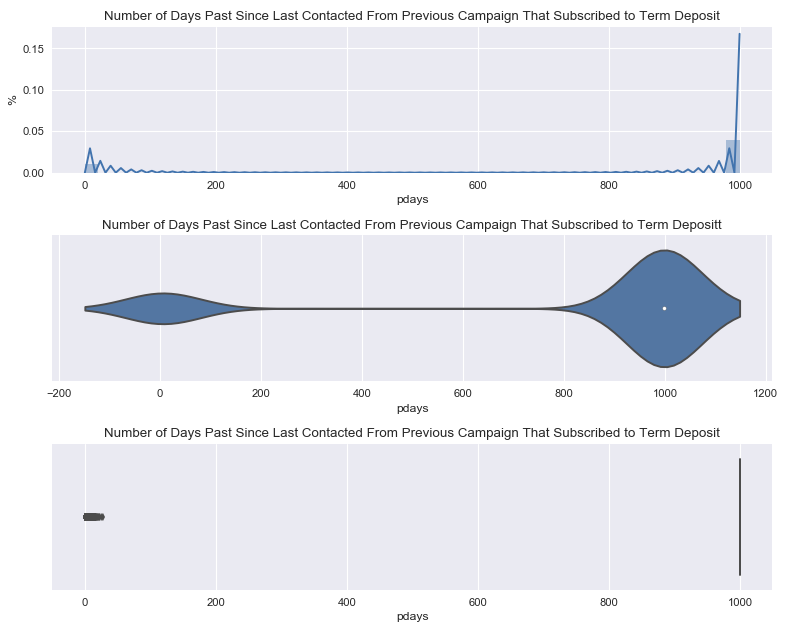 Number of Days Past Since Last Contacted From Previous Campaign That Subscribed to Term Deposit
0.15
0.10
0.05
0.00
%
0 200 400 600 800 1000
pdays
Number of Days Past Since Last Contacted From Previous Campaign That Subscribed to Term Depositt
−200 0 200 400 600 800 1000 1200
pdays
Number of Days Past Since Last Contacted From Previous Campaign That Subscribed to Term Deposit
0 200 400 600 800 1000
pdays